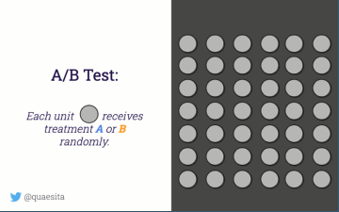 A/B Test:
Each unit receives
treatment A or B
randomly.
@quaesita